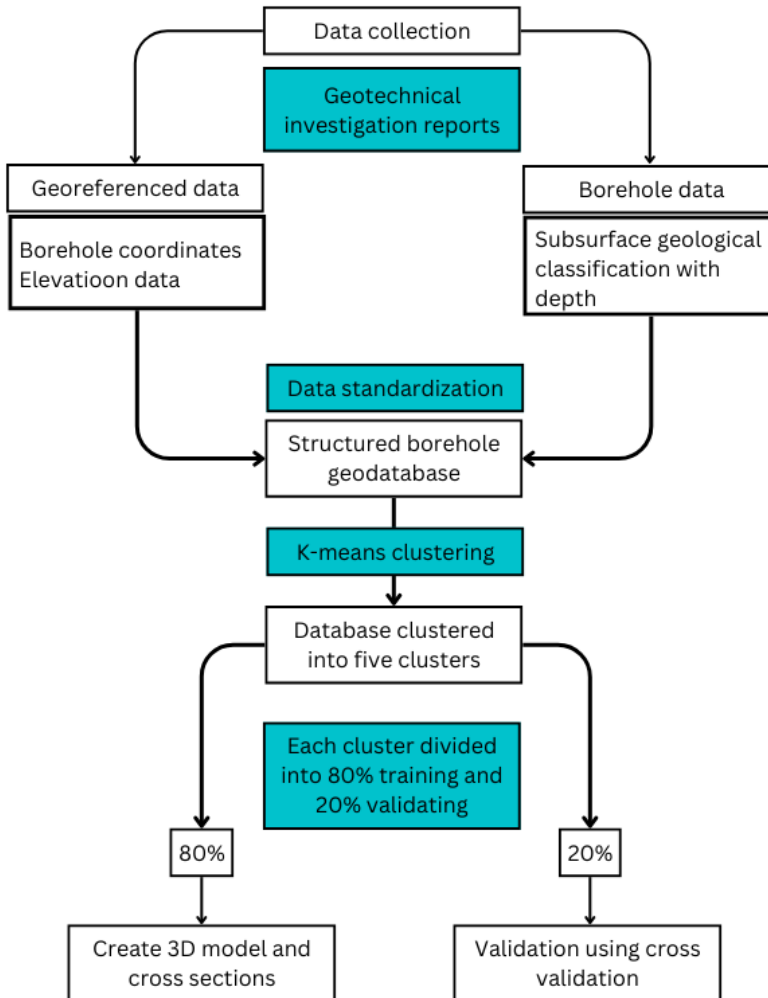 Data collection
Geotechnical
investigation reports
Georeferenced data
Borehole coordinates
Elevatioon data
Borehole data
Subsurface geological
classification with
depth
Data standardization
Structured borehole
geodatabase
K-means clustering
Database clustered
into five clusters
Each cluster divided
into 80% training and
20% validating
80%
20%
Create 3D model and
cross sections
Validation using cross
validation